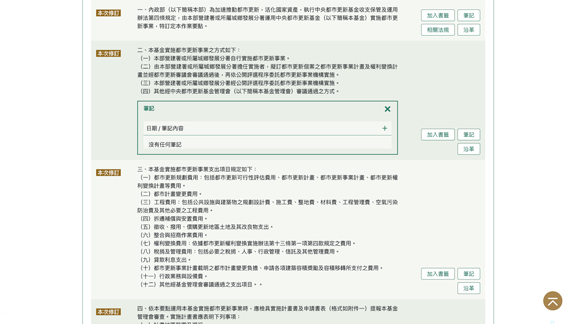 本次修訂
一、內政部（以下簡稱本部）為加速推動都市更新，活化國家資產，執行中央都市更新基金收支保管及運用
辦法第四條規定，由本部營建署或所屬城鄉發展分署運用中央都市更新基金（以下簡稱本基金）實施都市更
新事業，特訂定本作業要點。
加入書籤
筆記
相關法規
沿革
本次修訂
二、本基金實施都市更新事業之方式如下：
（一）本部營建署或所屬城鄉發展分署自行實施都市更新事業。
（二）由本部營建署或所屬城鄉發展分署擔任實施者，擬訂都市更新個案之都市更新事業計畫及權利變換計
畫並經都市更新審議會審議通過後，再依公開評選程序委託都市更新事業機構實施。
（三）本部營建署或所屬城鄉發展分署經公開評選程序委託都市更新事業機構實施。
（四）其他經中央都市更新基金管理會（以下簡稱本基金管理會）審議通過之方式。
筆記
日期 / 筆記內容
沒有任何筆記
加入書籤
筆記
沿革
本次修訂
三、本基金實施都市更新事業支出項目規定如下：
（一）都市更新規劃費用：包括都市更新可行性評估費用、都市更新計畫、都市更新事業計畫、都市更新權
利變換計畫等費用。
（二）都市計畫變更費用。
（三）工程費用：包括公共設施與建築物之規劃設計費、施工費、整地費、材料費、工程管理費、空氣污染
防治費及其他必要之工程費用。
（四）拆遷補償與安置費用。
（五）徵收、撥用、價購更新地區土地及其改良物支出。
（六）整合與招商作業費用。
（七）權利變換費用：依據都市更新權利變換實施辦法第十三條第一項第四款規定之費用。
（八）稅捐及管理費用：包括必要之稅捐、人事、行政管理、信託及其他管理費用。
（九）貸款利息支出。
（十）都市更新事業計畫載明之都市計畫變更負擔、申請各項建築容積獎勵及容積移轉所支付之費用。
（十一）行政業務與設備費。
（十二）其他經基金管理會審議通過之支出項目。。
加入書籤
筆記
沿革
本次修訂
四、依本要點運用本基金實施都市更新事業時，應檢具實施計畫書及申請書表（格式如附件一）提報本基金
管理會審查。實施計畫書應表明下列事項：